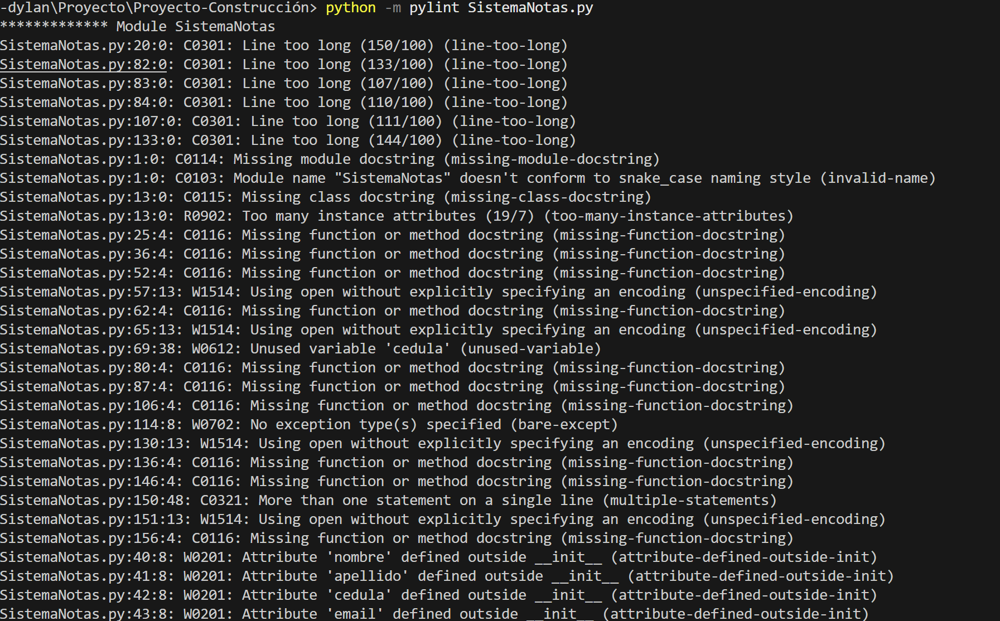 -dylan\Proyecto\Proyecto-Construcción> python -m pylint SistemaNotas.py
************* Module SistemaNotas
SistemaNotas.py:20:0: C0301: Line too long (150/100) (line-too-long)
SistemaNotas.py:82:0: C0301: Line too long (133/100) (line-too-long)
SistemaNotas.py:83:0: C0301: Line too long (107/100) (line-too-long)
SistemaNotas.py:84:0: C0301: Line too long (110/100) (line-too-long)
SistemaNotas.py:107:0: C0301: Line too long (111/100) (line-too-long)
SistemaNotas.py:133:0: C0301: Line too long (144/100) (line-too-long)
SistemaNotas.py:1:0: C0114: Missing module docstring (missing-module-docstring)
SistemaNotas.py:1:0: C0103: Module name "SistemaNotas" doesn't conform to snake_case naming style (invalid-name)
SistemaNotas.py:13:0: C0115: Missing class docstring (missing-class-docstring)
SistemaNotas.py:13:0: R0902: Too many instance attributes (19/7) (too-many-instance-attributes)
SistemaNotas.py:25:4: C0116: Missing function or method docstring (missing-function-docstring)
SistemaNotas.py:36:4: C0116: Missing function or method docstring (missing-function-docstring)
SistemaNotas.py:52:4: C0116: Missing function or method docstring (missing-function-docstring)
SistemaNotas.py:57:13: W1514: Using open without explicitly specifying an encoding (unspecified-encoding)
SistemaNotas.py:62:4: C0116: Missing function or method docstring (missing-function-docstring)
SistemaNotas.py:65:13: W1514: Using open without explicitly specifying an encoding (unspecified-encoding)
SistemaNotas.py:69:38: W0612: Unused variable 'cedula' (unused-variable)
SistemaNotas.py:80:4: C0116: Missing function or method docstring (missing-function-docstring)
SistemaNotas.py:87:4: C0116: Missing function or method docstring (missing-function-docstring)
SistemaNotas.py:106:4: C0116: Missing function or method docstring (missing-function-docstring)
SistemaNotas.py:114:8: W0702: No exception type(s) specified (bare-except)
SistemaNotas.py:130:13: W1514: Using open without explicitly specifying an encoding (unspecified-encoding)
SistemaNotas.py:136:4: C0116: Missing function or method docstring (missing-function-docstring)
SistemaNotas.py:146:4: C0116: Missing function or method docstring (missing-function-docstring)
SistemaNotas.py:150:48: C0321: More than one statement on a single line (multiple-statements)
SistemaNotas.py:151:13: W1514: Using open without explicitly specifying an encoding (unspecified-encoding)
SistemaNotas.py:156:4: C0116: Missing function or method docstring (missing-function-docstring)
SistemaNotas.py:40:8: W0201: Attribute 'nombre' defined outside __init__ (attribute-defined-outside-init)
SistemaNotas.py:41:8: W0201: Attribute 'apellido' defined outside __init__ (attribute-defined-outside-init)
SistemaNotas.py:42:8: W0201: Attribute 'cedula' defined outside __init__ (attribute-defined-outside-init)
SistemaNotas.py:43:8: W0201: Attribute 'email' defined outside __init__ (attribute-defined-outside-init)